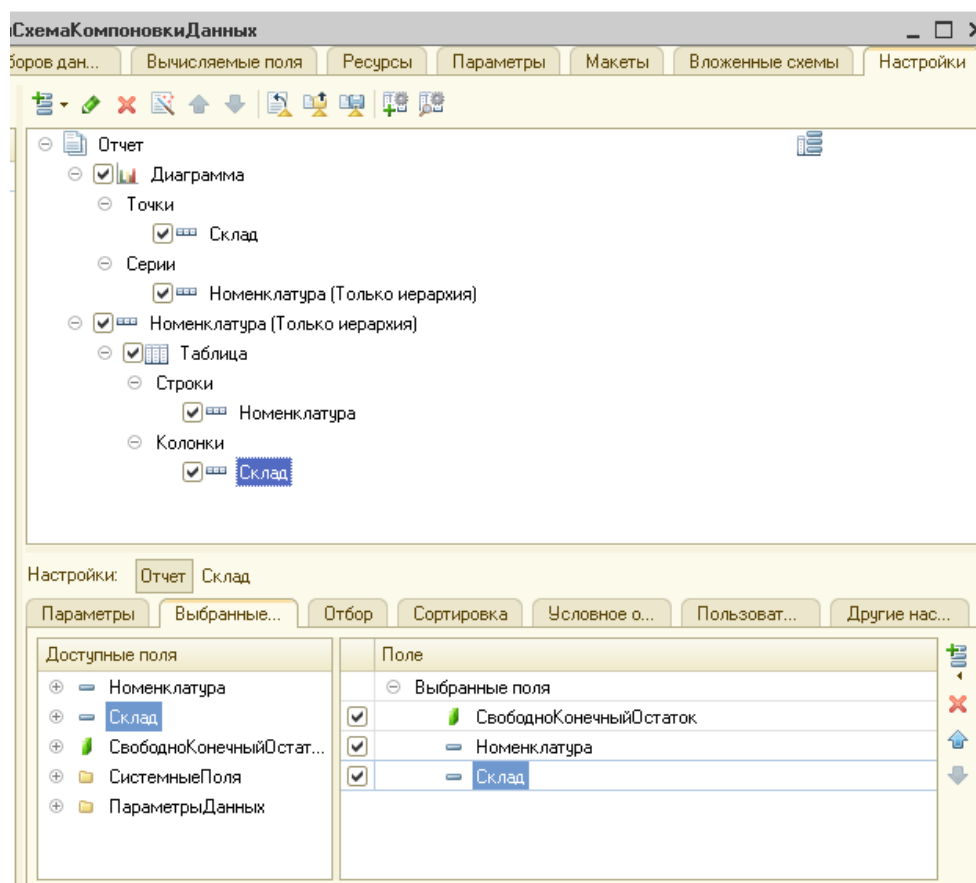 СхемаКомпоновкиДанных
боров дан... Вычисляемые поля Ресурсы Параметры Макеты Вложенные схемы Настройки
Отчет
Диаграмма
Точки
Склад
Серии
Номенклатура (Только иерархия)
Номенклатура (Только иерархия)
Таблица
Строки
Номенклатура
Колонки
Склад
Настройки: Отчет Склад
Параметры Выбранные... Отбор Сортировка Условное о... Пользоват... Другие нас...
Доступные поля Поле
Номенклатура Выбранные поля
Склад СвободноКонечныйОстаток
СвободноКонечныйОстат... Номенклатура
СистемныеПоля Склад
ПараметрыДанных